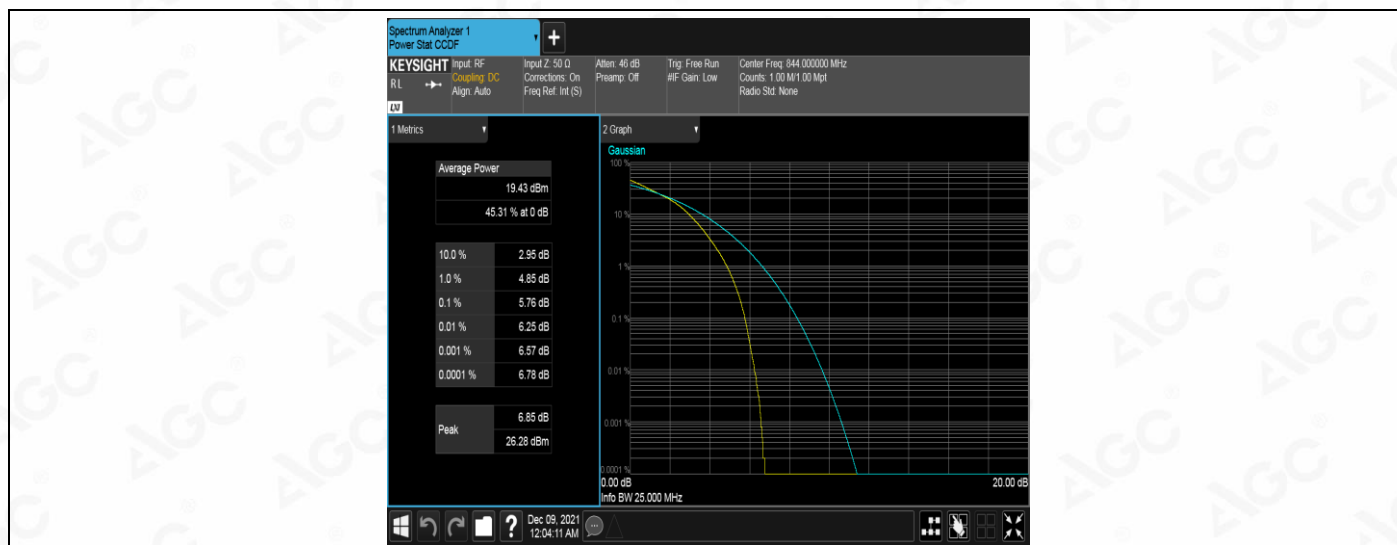 Spectrum Analyzer 1
Power Stat CCDF
KEYSIGHT
RL
LXI
Input: RF
Coupling: DC
Align: Auto
Input Z: 50 Ω
Corrections: On
Freq Ref: Int (S)
Atten: 46 dB
Preamp: Off
Trig: Free Run
#IF Gain: Low
Center Freq: 844.000000 MHz
Counts: 1.00 M/1.00 Mpt
Radio Std: None
1 Metrics
Average Power
19.43 dBm
45.31 % at 0 dB
10.0 % 2.95 dB
1.0 % 4.85 dB
0.1 % 5.76 dB
0.01 % 6.25 dB
0.001 % 6.57 dB
0.0001 % 6.78 dB
Peak
6.85 dB
26.28 dBm
2 Graph
Gaussian
100 %
10 %
1 %
0.1 %
0.01 %
0.001 %
0.0001 %
0.00 dB
20.00 dB
Info BW 25.000 MHz
Dec 09, 2021
12:04:11 AM
AGC